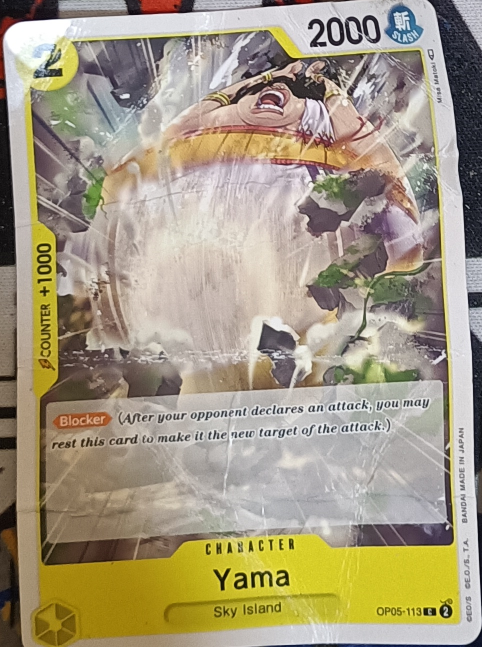 2
2000
斬
SLASH
COUNTER +1000
Blocker (After your opponent declares an attack, you may
rest this card to make it the new target of the attack.)
CHARACTER
Yama
Sky Island
OP05-113 C 2
BANDAI MADE IN JAPAN